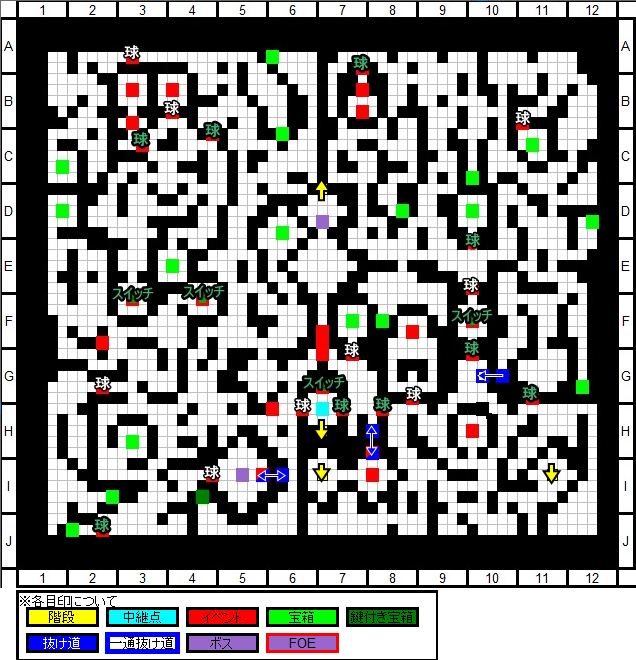 1 2 3 4 5 6 7 8 9 10 11 12
A A
球
球
B B
球
球
球 球
C C
D D
球
E E
球
スイッチ スイッチ
スイッチ
F F
球 球
G G
スイッチ
球 球 球
球 球 球
H H
球
I I
球
J J
1 2 3 4 5 6 7 8 9 10 11 12
※各目印について
階段 中継点 イベント 宝箱 鍵付き宝箱
抜け道 一通抜け道 ボス FOE